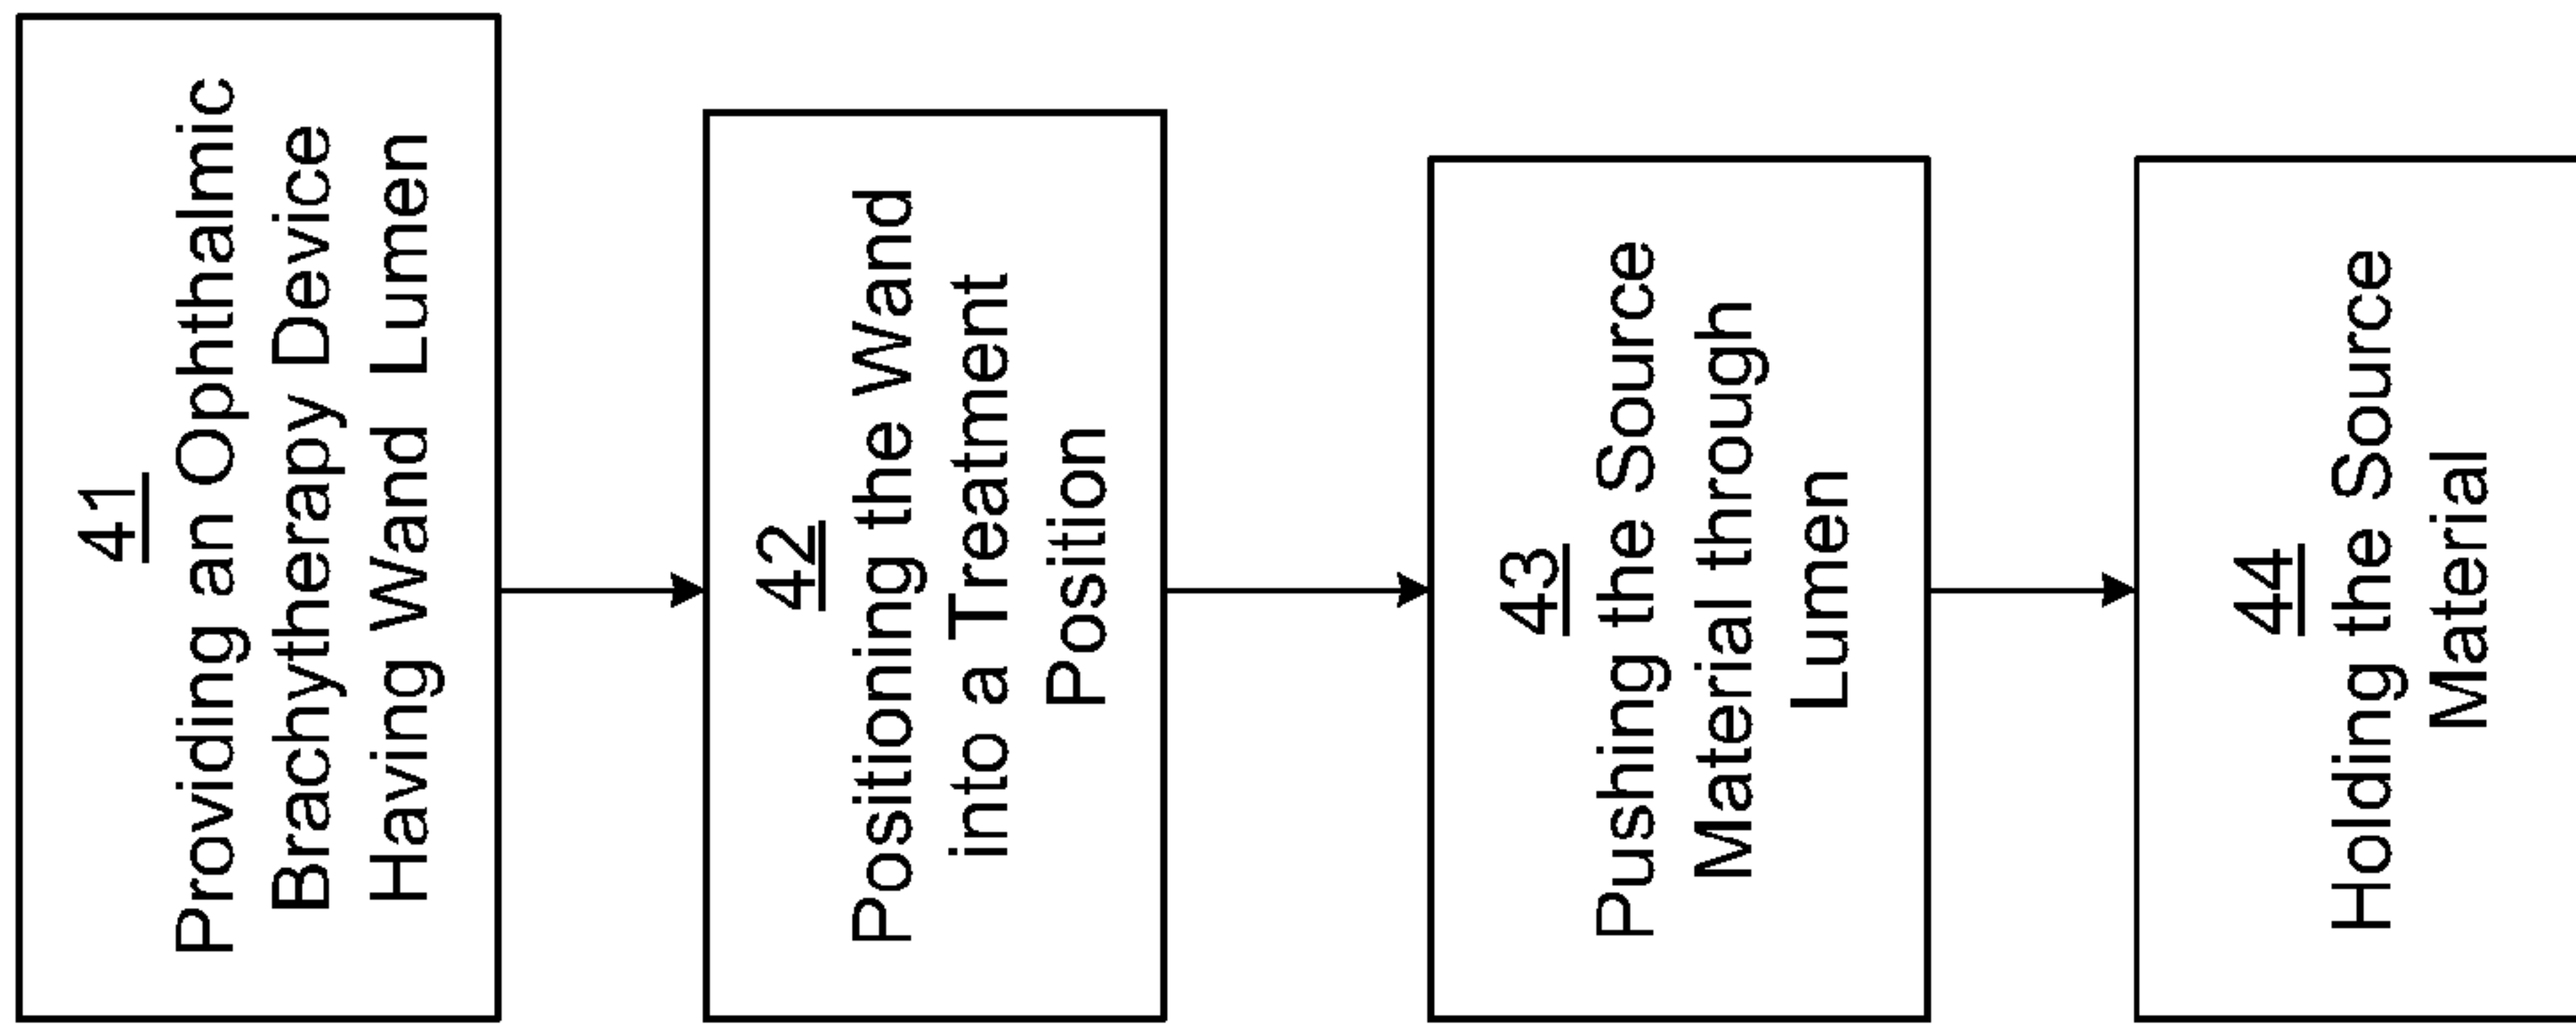 41
Providing an Ophthalmic
Brachytherapy Device
Having Wand Lumen
42
Positioning the Wand
into a Treatment
Position
43
Pushing the Source
Material through
Lumen
44
Holding the Source
Material